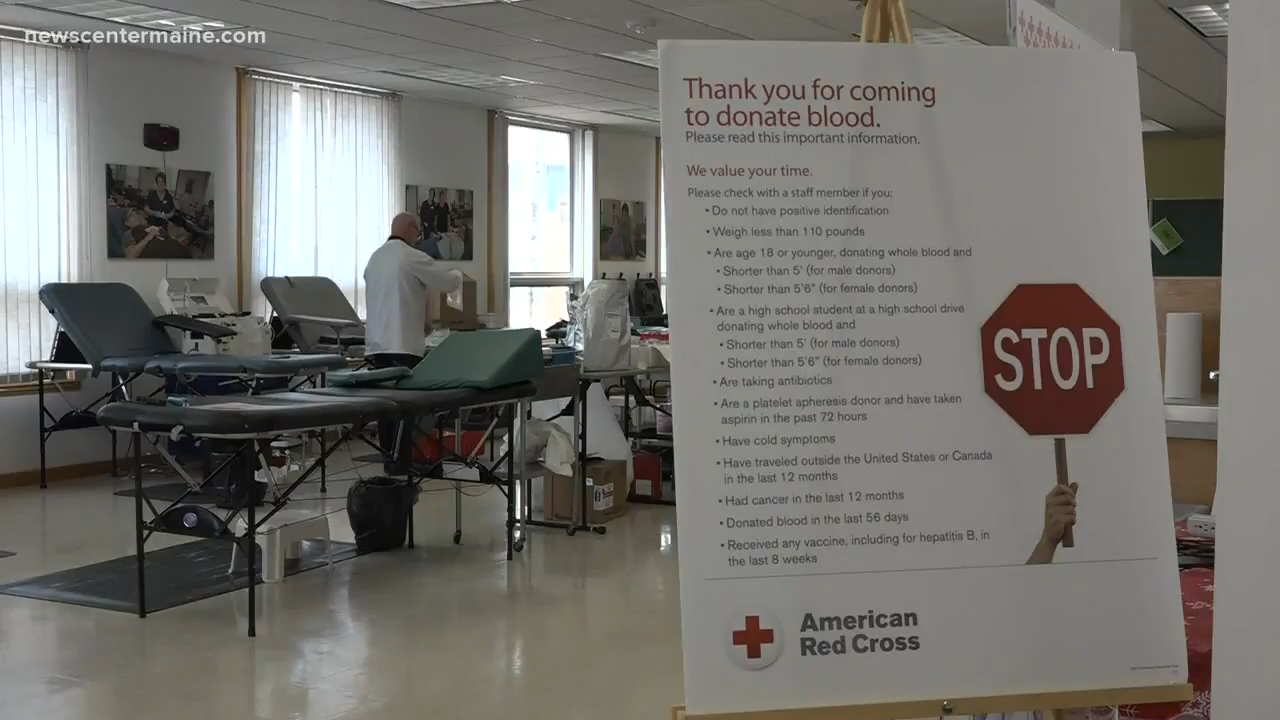 newscentermaine.com
Thank you for coming
to donate blood.
Please read this important information.
We value your time.
Please check with a staff member if you:
• Do not have positive identification
• Weigh less than 110 pounds
• Are age 18 or younger, donating whole blood and
• Shorter than 5' (for male donors)
• Shorter than 5'6" (for female donors)
• Are a high school student at a high school drive
donating whole blood and
• Shorter than 5' (for male donors)
• Shorter than 5'6" (for female donors)
• Are taking antibiotics
• Are a platelet apheresis donor and have taken
aspirin in the past 72 hours
• Have cold symptoms
• Have traveled outside the United States or Canada
in the last 12 months
• Had cancer in the last 12 months
• Donated blood in the last 56 days
• Received any vaccine, including for hepatitis B, in
the last 8 weeks
STOP
American
Red Cross